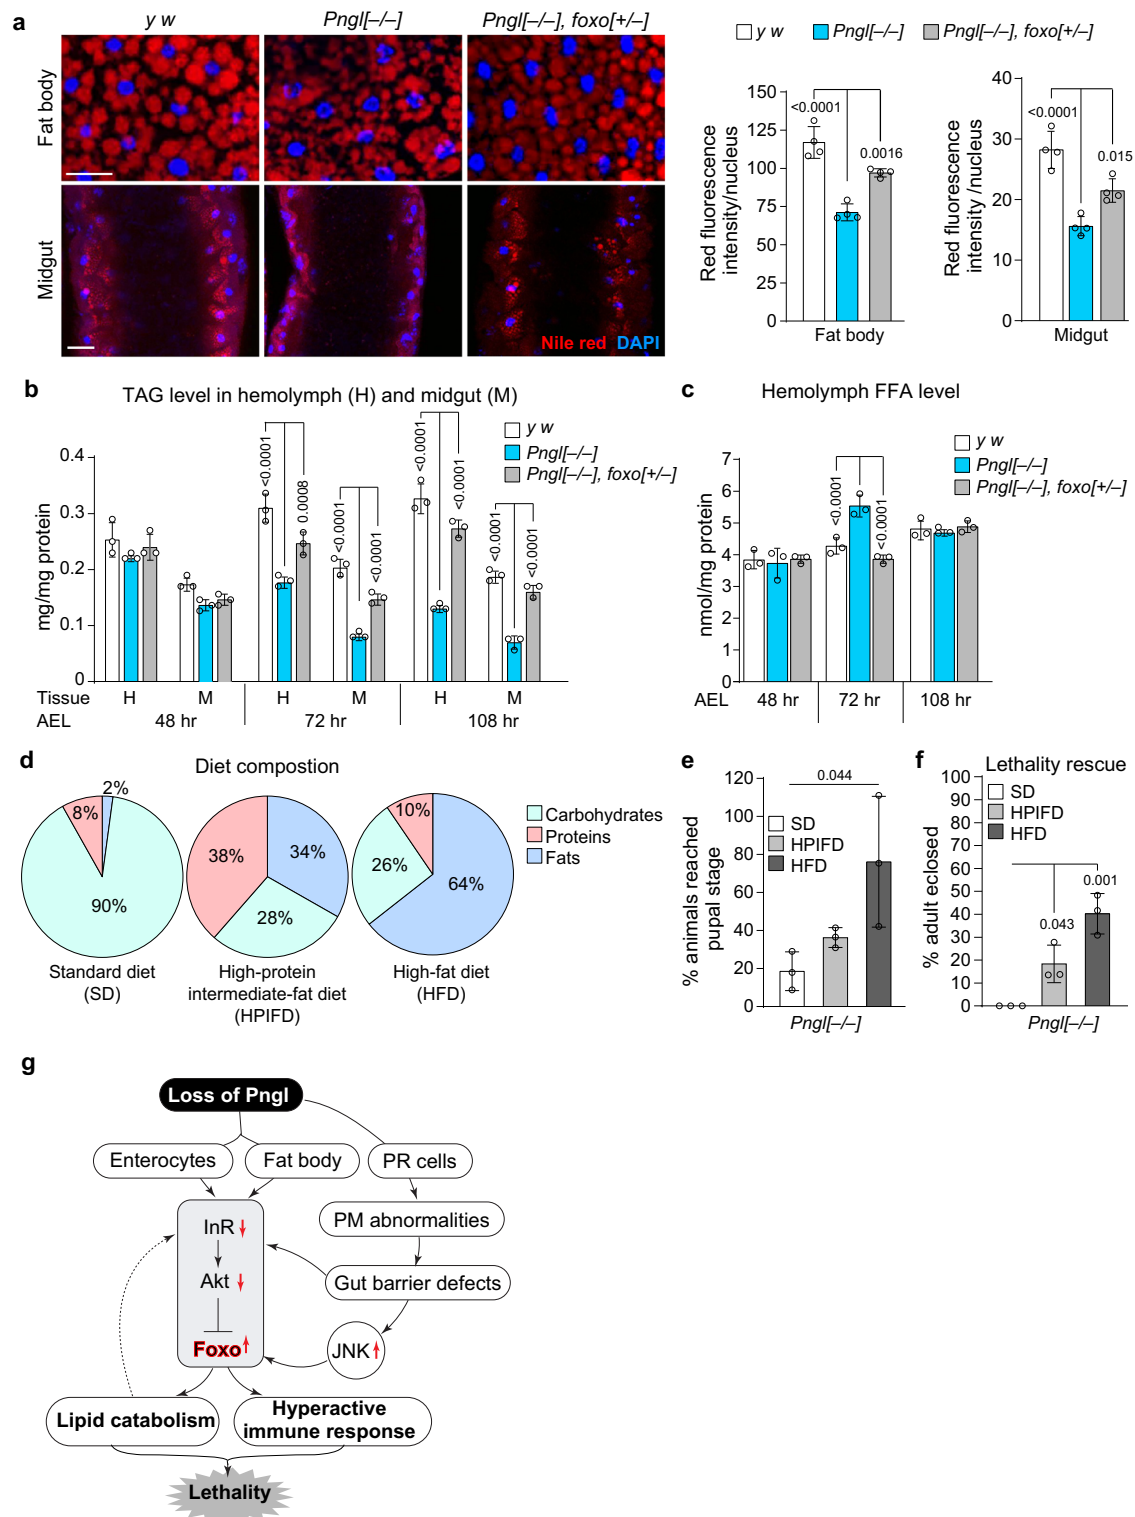 a
y w
Pngl[–/–]
Pngl[–/–], foxo[+/–]
Fat body
Midgut
Nile red DAPI
y w Pngl[–/–] Pngl[–/–], foxo[+/–]
Red fluorescence
intensity/nucleus
150
125
100
75
50
25
0
<0.0001
0.0016
Fat body
Red fluorescence
intensity /nucleus
40
30
20
10
0
<0.0001
0.015
Midgut
b
TAG level in hemolymph (H) and midgut (M)
y w
Pngl[–/–]
Pngl[–/–], foxo[+/–]
mg/mg protein
0.4
0.3
0.2
0.1
0
<0.0001
0.0008
<0.0001
<0.0001
<0.0001
<0.0001
<0.0001
<0.0001
Tissue H M H M H M
AEL 48 hr 72 hr 108 hr
c
Hemolymph FFA level
y w
Pngl[–/–]
Pngl[–/–], foxo[+/–]
nmol/mg protein
7
6
5
4
3
2
1
0
<0.0001
<0.0001
AEL 48 hr 72 hr 108 hr
d
Diet compostion
2%
8%
90%
Standard diet
(SD)
38%
34%
28%
High-protein
intermediate-fat diet
(HPIFD)
10%
26%
64%
High-fat diet
(HFD)
Carbohydrates
Proteins
Fats
e
% animals reached
pupal stage
120
100
80
60
40
20
0
0.044
SD
HPIFD
HFD
Pngl[–/–]
f
Lethality rescue
% adult eclosed
100
90
80
70
60
50
40
30
20
10
0
SD
HPIFD
HFD
0.043
0.001
Pngl[–/–]
g
Loss of Pngl
Enterocytes
Fat body
PR cells
InR
PM abnormalities
Akt
Gut barrier defects
Foxo
JNK
Lipid catabolism
Hyperactive
immune response
Lethality